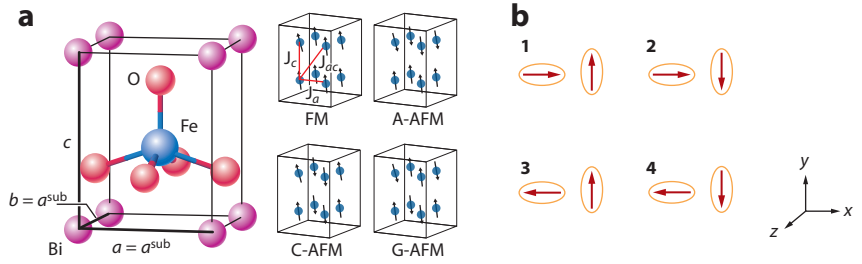 a
O
Fe
c
b = a^sub
Bi
a = a^sub
J_c
J_ac
J_a
FM
A-AFM
C-AFM
G-AFM
b
1
2
3
4
y
x
z